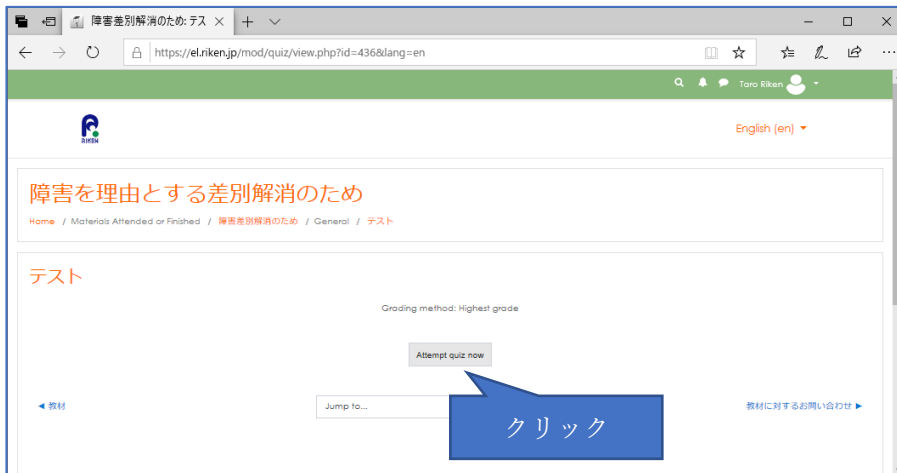 障害差別解消のため: テス
https://el.riken.jp/mod/quiz/view.php?id=436&lang=en
Taro Riken
RIKEN
English (en)
障害を理由とする差別解消のため
Home / Materials Attended or Finished / 障害差別解消のため / General / テスト
テスト
Grading method: Highest grade
Attempt quiz now
◄ 教材
Jump to...
教材に対するお問い合わせ ►
クリック